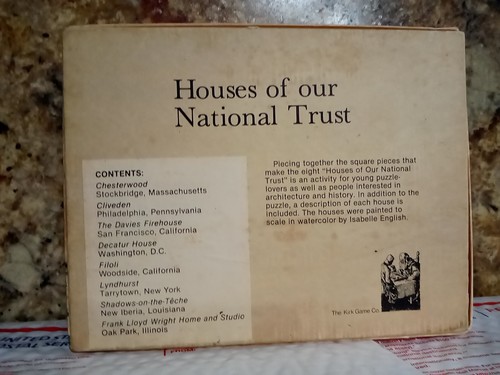 Houses of our
National Trust
CONTENTS:
Chesterwood
Stockbridge, Massachusetts
Cliveden
Philadelphia, Pennsylvania
The Davies Firehouse
San Francisco, California
Decatur House
Washington, D.C.
Filoli
Woodside, California
Lyndhurst
Tarrytown, New York
Shadows-on-the-Têche
New Iberia, Louisiana
Frank Lloyd Wright Home and Studio
Oak Park, Illinois
Piecing together the square pieces that
make the eight "Houses of Our National
Trust" is an activity for young puzzle-
lovers as well as people interested in
architecture and history. In addition to the
puzzle, a description of each house is
included. The houses were painted to
scale in watercolor by Isabelle English.
The Kirk Game Co.